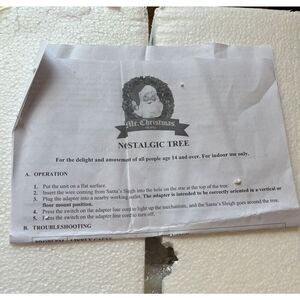 Mr. Christmas
NOSTALGIC TREE
For the delight and amusement of all people age 14 and over. For indoor use only.
A. OPERATION
1. Put the unit on a flat surface.
2. Insert the wire coming from Santa's Sleigh into the hole on the star at the top of the tree.
3. Plug the adapter into a nearby working outlet. The adapter is intended to be correctly oriented in a vertical or
floor mount position.
4. Press the switch on the adapter line cord to light up the mechanism, and the Santa's Sleigh goes around the tree.
5. Press the switch on the adapter line cord to turn off.
B. TROUBLESHOOTING